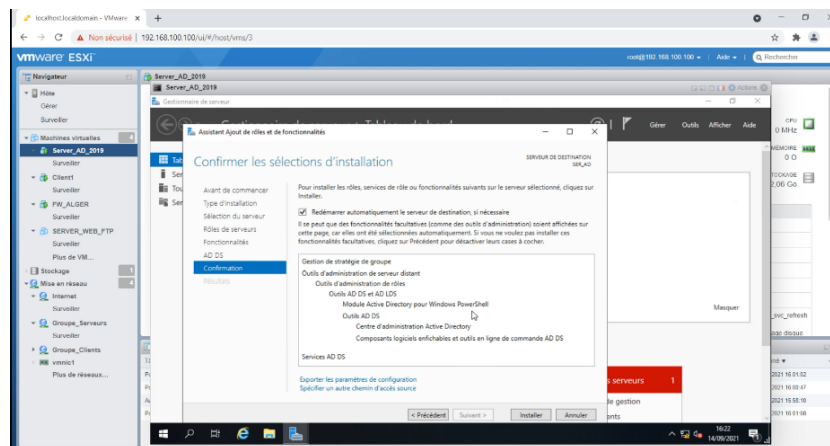 localhost.localdomain - VMware
Non sécurisé | 192.168.100.100/ui/#/host/vms/3
vmware ESXi
root@192.168.100.100
Aide
Rechercher
Navigateur
Hôte
Gérer
Surveiller
Machines virtuelles 4
Server_AD_2019
Surveiller
Client1
Surveiller
FW_ALGER
Surveiller
SERVER_WEB_FTP
Surveiller
Plus de VM...
Stockage 1
Mise en réseau 4
Internet
Surveiller
Groupe_Serveurs
Surveiller
Groupe_Clients
vmnic1
Plus de réseaux...
Server_AD_2019
Server_AD_2019
Actions
Gestionnaire de serveur
Gérer Outils Afficher Aide
Assistant Ajout de rôles et de fonctionnalités
Confirmer les sélections d'installation
SERVEUR DE DESTINATION
SER_AD
Avant de commencer
Type d'installation
Sélection du serveur
Rôles de serveurs
Fonctionnalités
AD DS
Confirmation
Résultats
Pour installer les rôles, services de rôle ou fonctionnalités suivants sur le serveur sélectionné, cliquez sur
Installer.
Redémarrer automatiquement le serveur de destination, si nécessaire
Il se peut que des fonctionnalités facultatives (comme des outils d'administration) soient affichées sur
cette page, car elles ont été sélectionnées automatiquement. Si vous ne voulez pas installer ces
fonctionnalités facultatives, cliquez sur Précédent pour désactiver leurs cases à cocher.
Gestion de stratégie de groupe
Outils d'administration de serveur distant
Outils d'administration de rôles
Outils AD DS et AD LDS
Module Active Directory pour Windows PowerShell
Outils AD DS
Centre d'administration Active Directory
Composants logiciels enfichables et outils en ligne de commande AD DS
Services AD DS
Exporter les paramètres de configuration
Spécifier un autre chemin d'accès source
< Précédent Suivant > Installer Annuler
Masquer
s serveurs 1
de gestion
CPU
0 MHz
16:22
14/09/2021